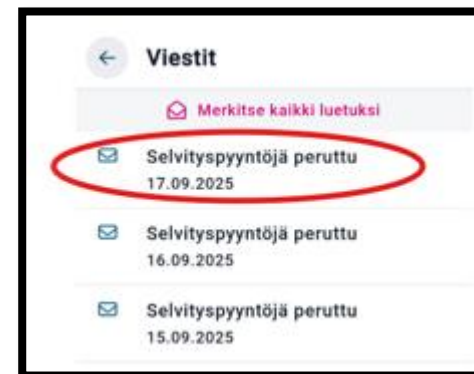 Viestit
Merkitse kaikki luetuksi
Selvityspyyntöjä peruttu
17.09.2025
Selvityspyyntöjä peruttu
16.09.2025
Selvityspyyntöjä peruttu
15.09.2025